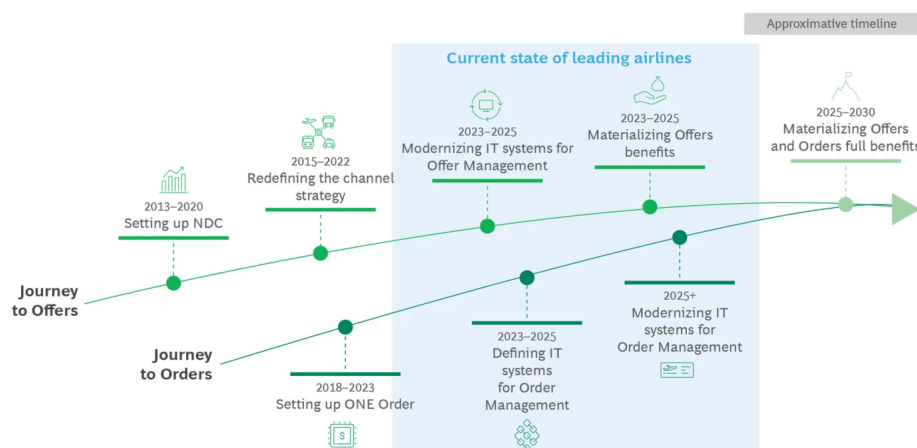 Approximative timeline
Current state of leading airlines
2013–2020
Setting up NDC
2015–2022
Redefining the channel
strategy
2023–2025
Modernizing IT systems for
Offer Management
2023–2025
Materializing Offers
benefits
2025–2030
Materializing Offers
and Orders full benefits
Journey
to Offers
Journey
to Orders
2018–2023
Setting up ONE Order
$
2023–2025
Defining IT
systems
for Order
Management
2025+
Modernizing IT
systems for
Order Management